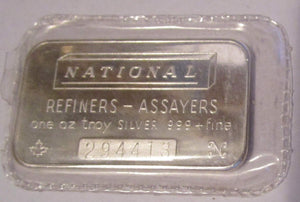 NATIONAL
REFINERS - ASSAYERS
one oz troy SILVER 999 + fine
294413